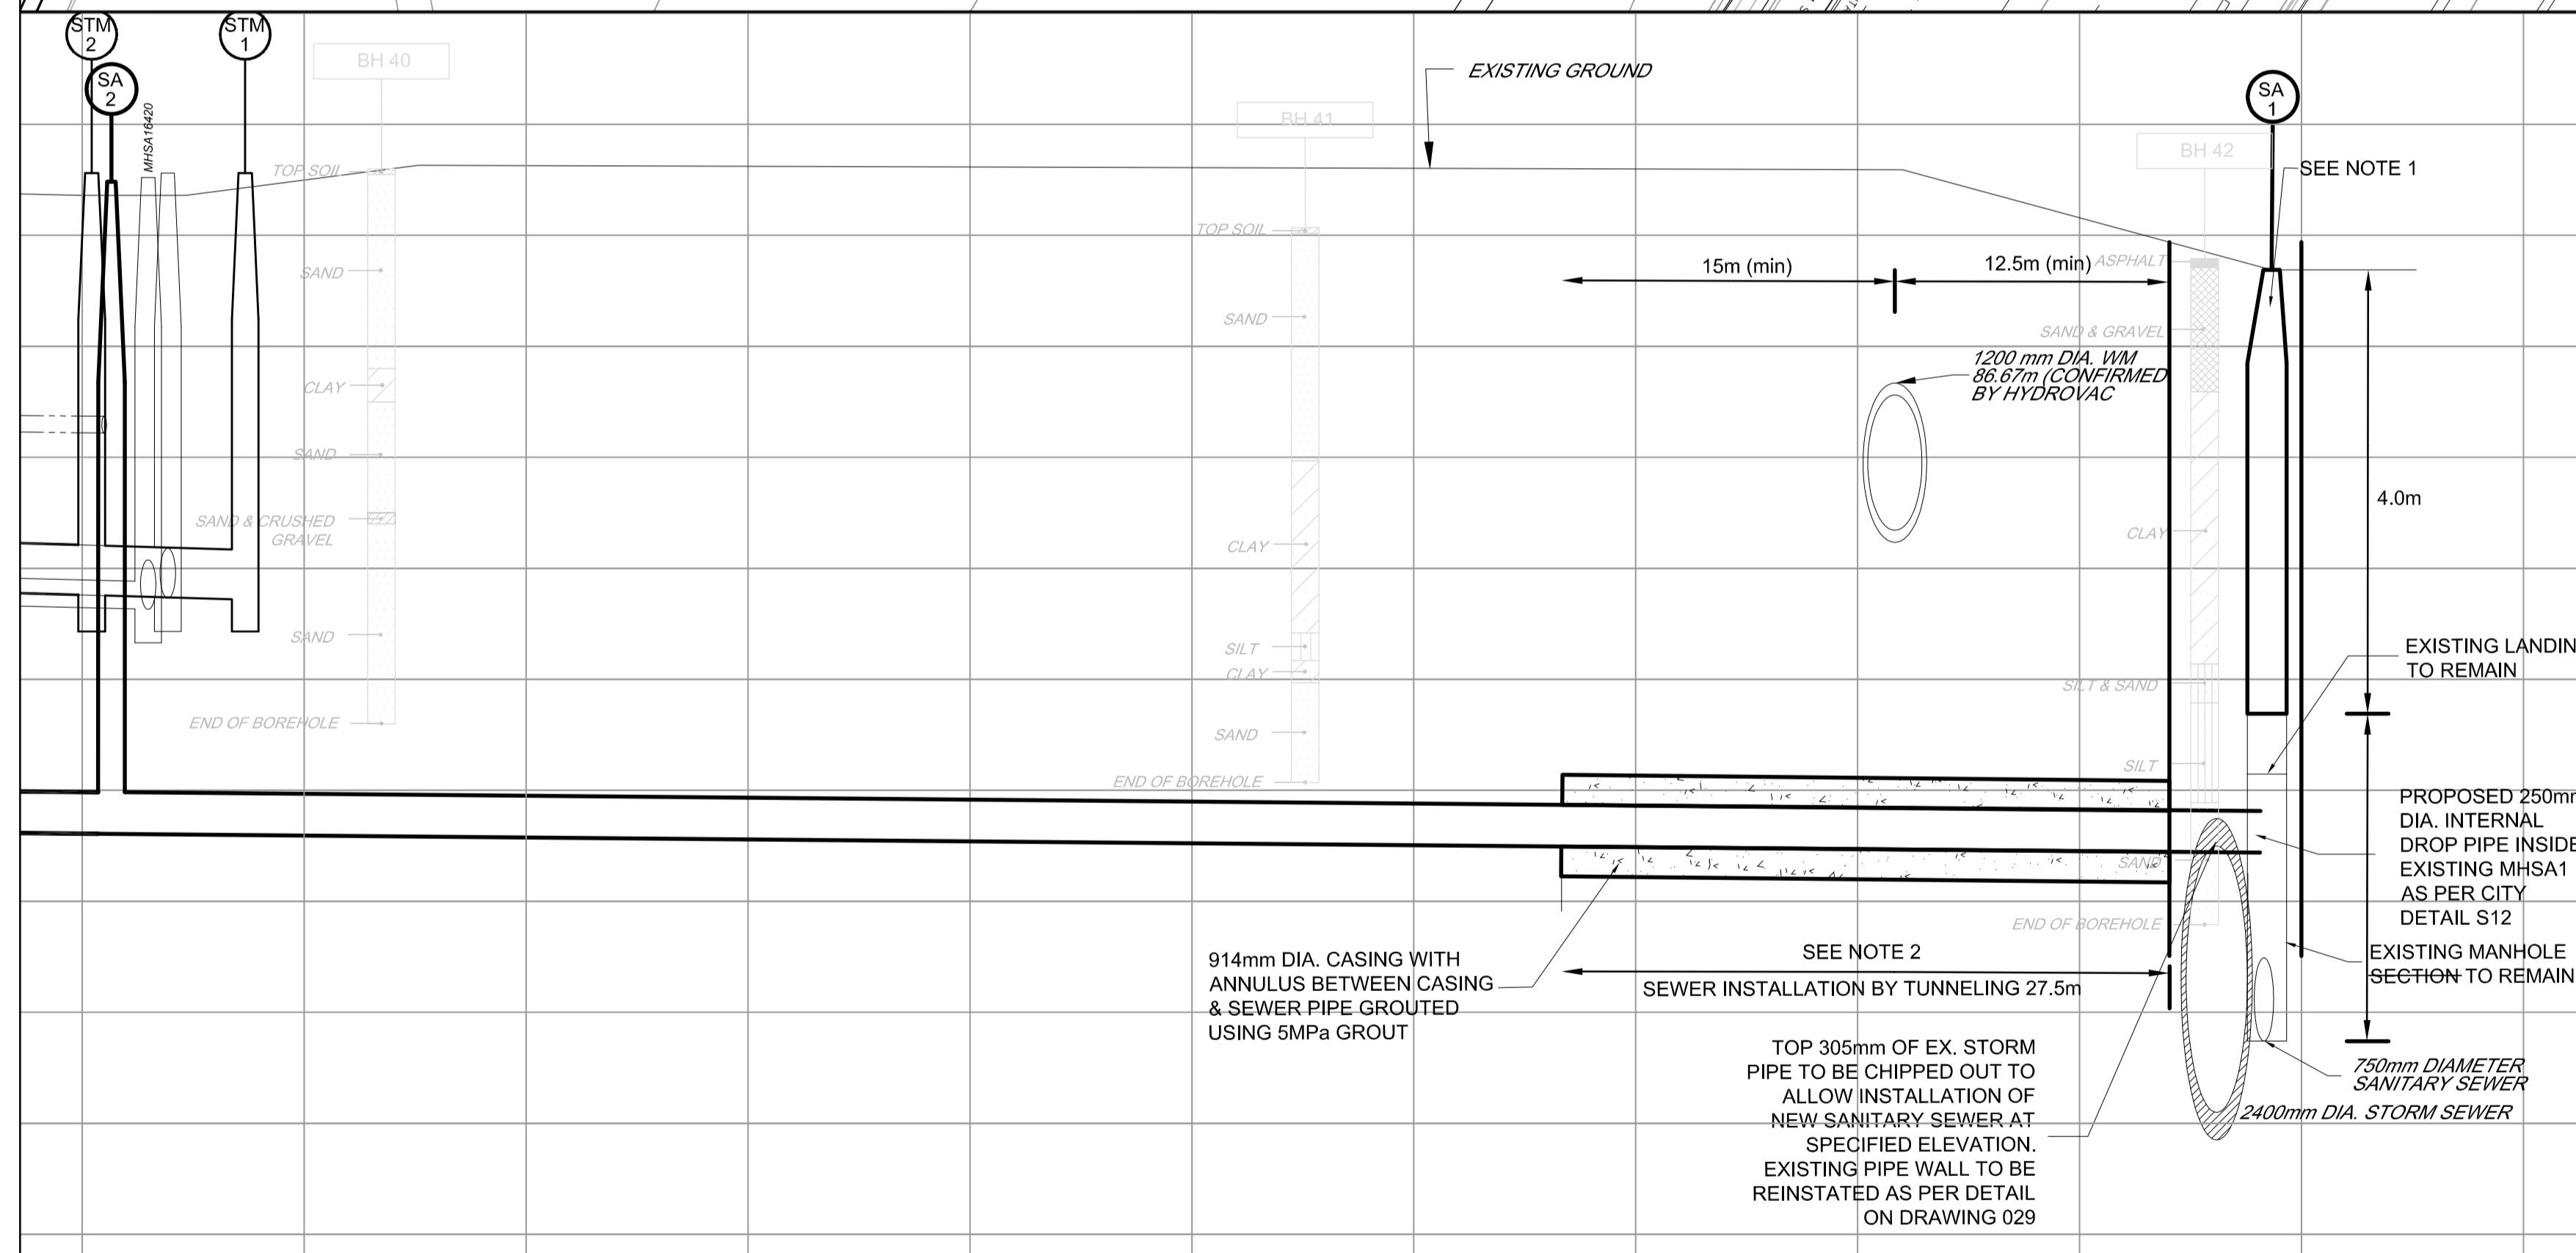 STM
2
SA
2
STM
1
MHSA16420
BH 40
TOP SOIL
SAND
CLAY
SAND
SAND & CRUSHED
GRAVEL
SAND
END OF BOREHOLE
BH 41
TOP SOIL
SAND
CLAY
SILT
CLAY
SAND
END OF BOREHOLE
EXISTING GROUND
15m (min)
12.5m (min)
1200 mm DIA. WM
86.67m (CONFIRMED
BY HYDROVAC
BH 42
ASPHALT
SAND & GRAVEL
CLAY
SILT & SAND
SILT
SAND
END OF BOREHOLE
SA
1
SEE NOTE 1
4.0m
EXISTING LANDIN
TO REMAIN
PROPOSED 250mm
DIA. INTERNAL
DROP PIPE INSIDE
EXISTING MHSA1
AS PER CITY
DETAIL S12
EXISTING MANHOLE
SECTION TO REMAIN
750mm DIAMETER
SANITARY SEWER
2400mm DIA. STORM SEWER
914mm DIA. CASING WITH
ANNULUS BETWEEN CASING
& SEWER PIPE GROUTED
USING 5MPa GROUT
SEE NOTE 2
SEWER INSTALLATION BY TUNNELING 27.5m
TOP 305mm OF EX. STORM
PIPE TO BE CHIPPED OUT TO
ALLOW INSTALLATION OF
NEW SANITARY SEWER AT
SPECIFIED ELEVATION.
EXISTING PIPE WALL TO BE
REINSTATED AS PER DETAIL
ON DRAWING 029